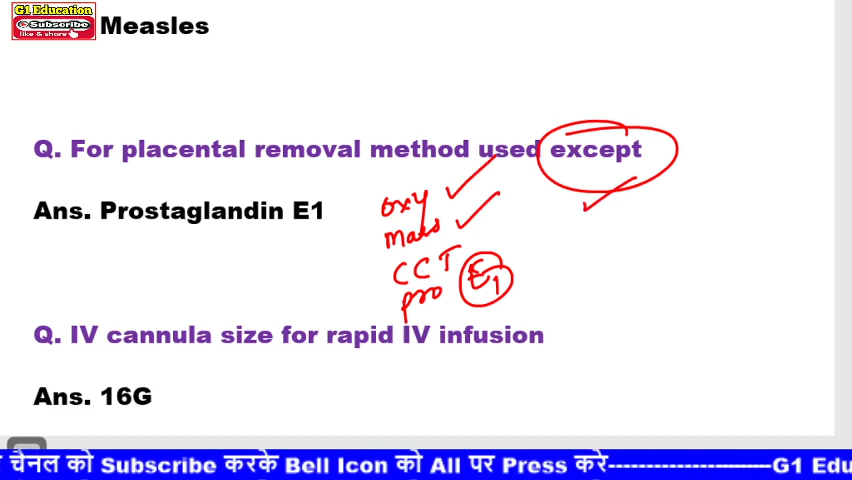 G1 Education
Subscribe
like & share
Measles
Q. For placental removal method used except
Ans. Prostaglandin E1
oxy
CCT
pro E1
Q. IV cannula size for rapid IV infusion
Ans. 16G
चैनल को Subscribe करके Bell Icon को All पर Press करे-----------------------G1 Edu